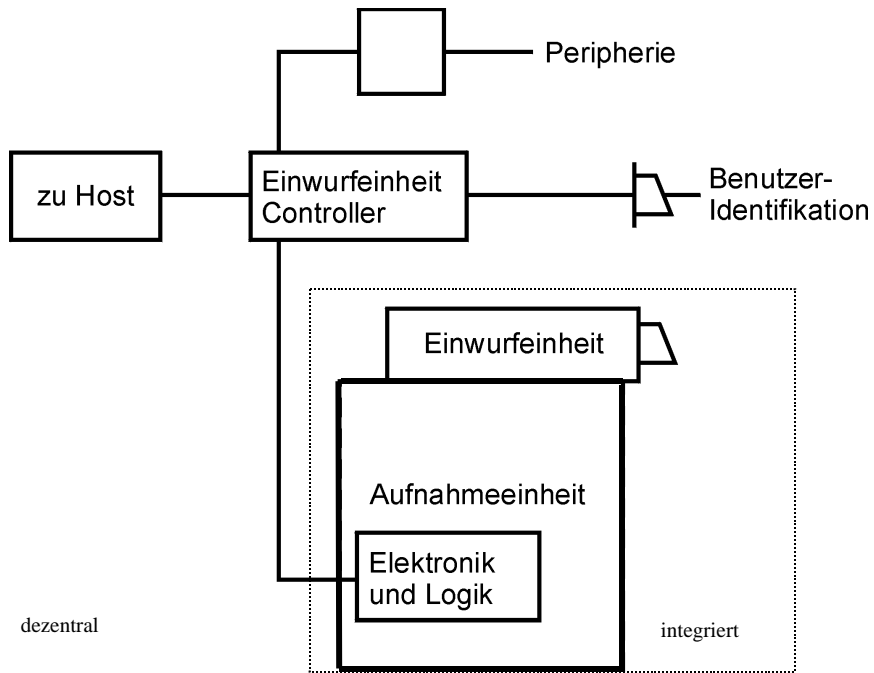 Peripherie
zu Host
Einwurfeinheit
Controller
Benutzer-
Identifikation
Einwurfeinheit
Aufnahmeeinheit
Elektronik
und Logik
dezentral
integriert